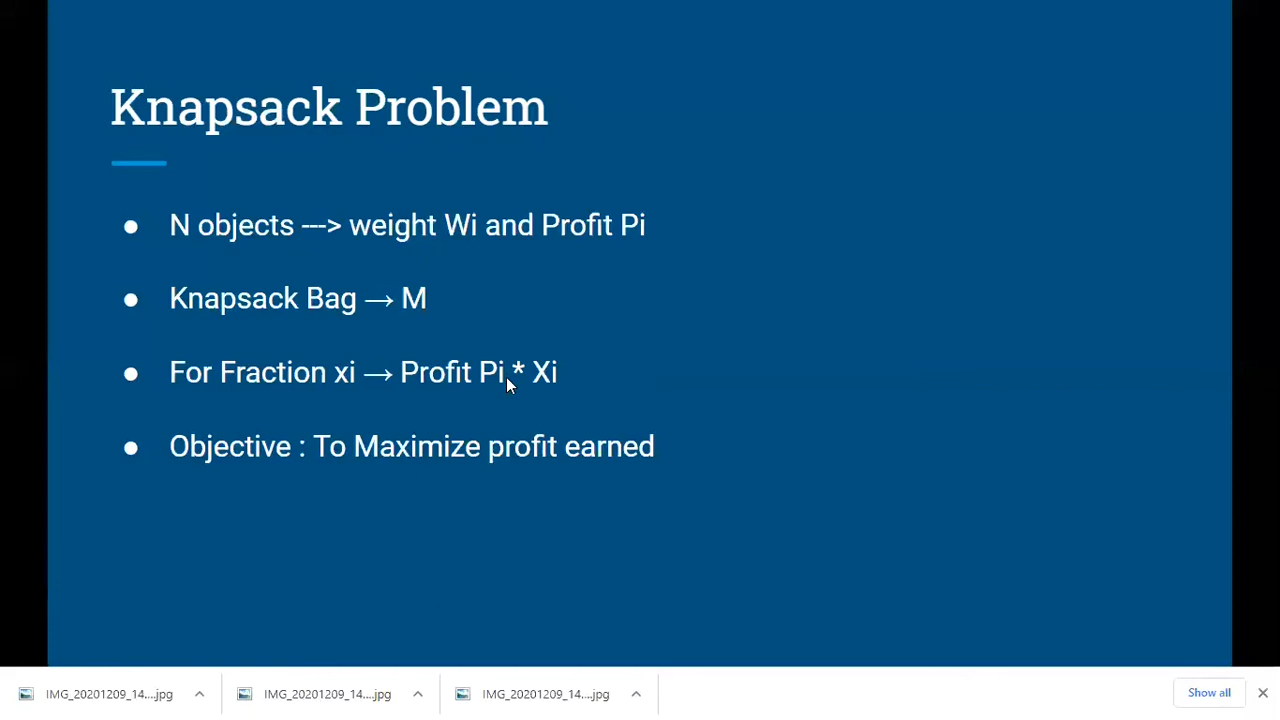 Knapsack Problem
● N objects ---> weight Wi and Profit Pi
● Knapsack Bag → M
● For Fraction xi → Profit Pi * Xi
● Objective : To Maximize profit earned
IMG_20201209_14....jpg IMG_20201209_14....jpg IMG_20201209_14....jpg Show all